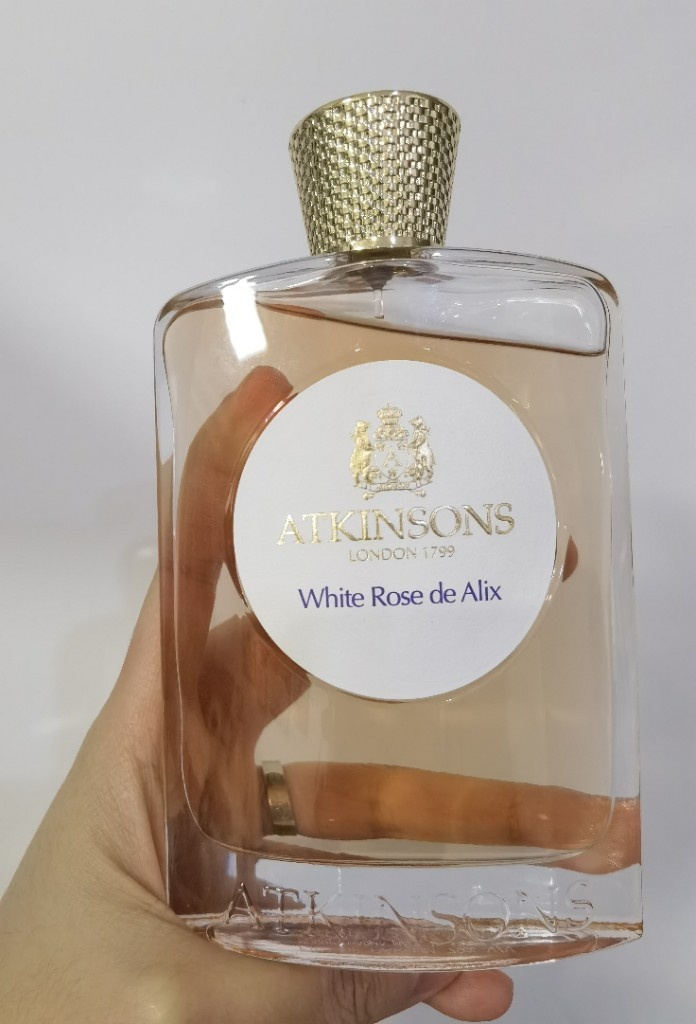 ATKINSONS
LONDON 1799
White Rose de Alix
ATKINSONS